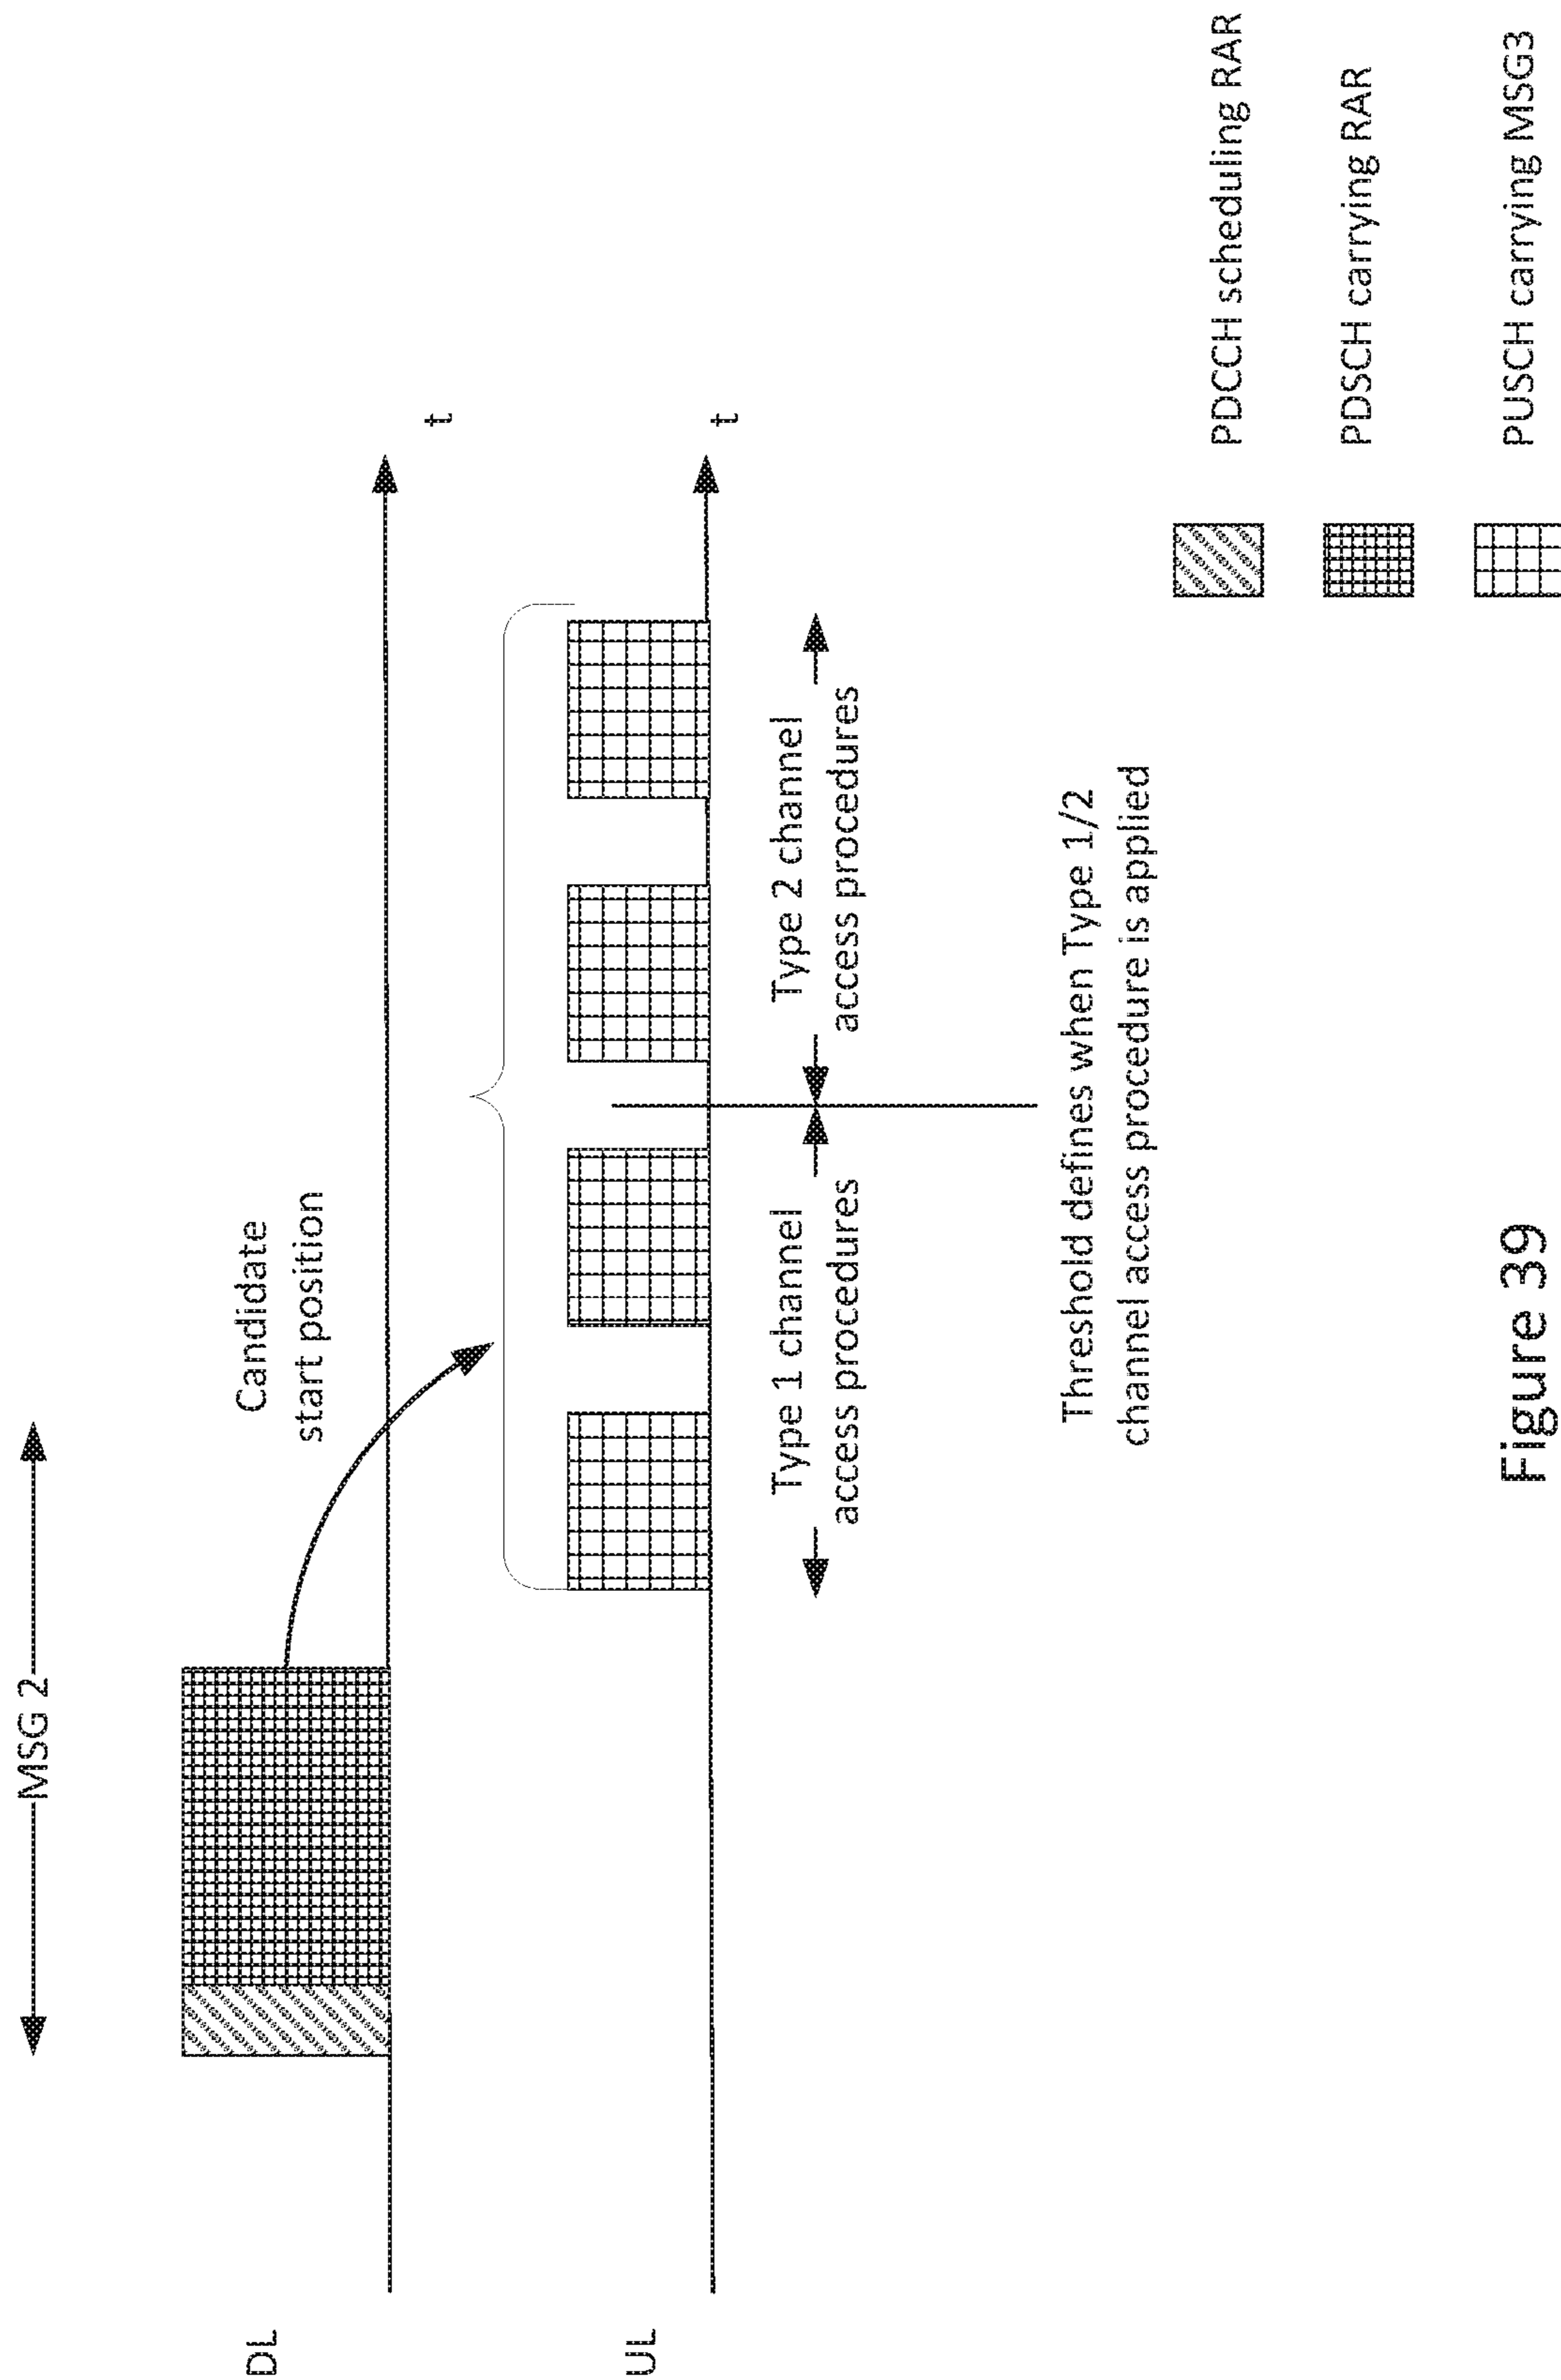 MSG 2
DL
Candidate
start position
t
UL
t
Type 1 channel
access procedures
Type 2 channel
access procedures
Threshold defines when Type 1/2
channel access procedure is applied
PDCCH scheduling RAR
PDSCH carrying RAR
PUSCH carrying MSG3
Figure 39